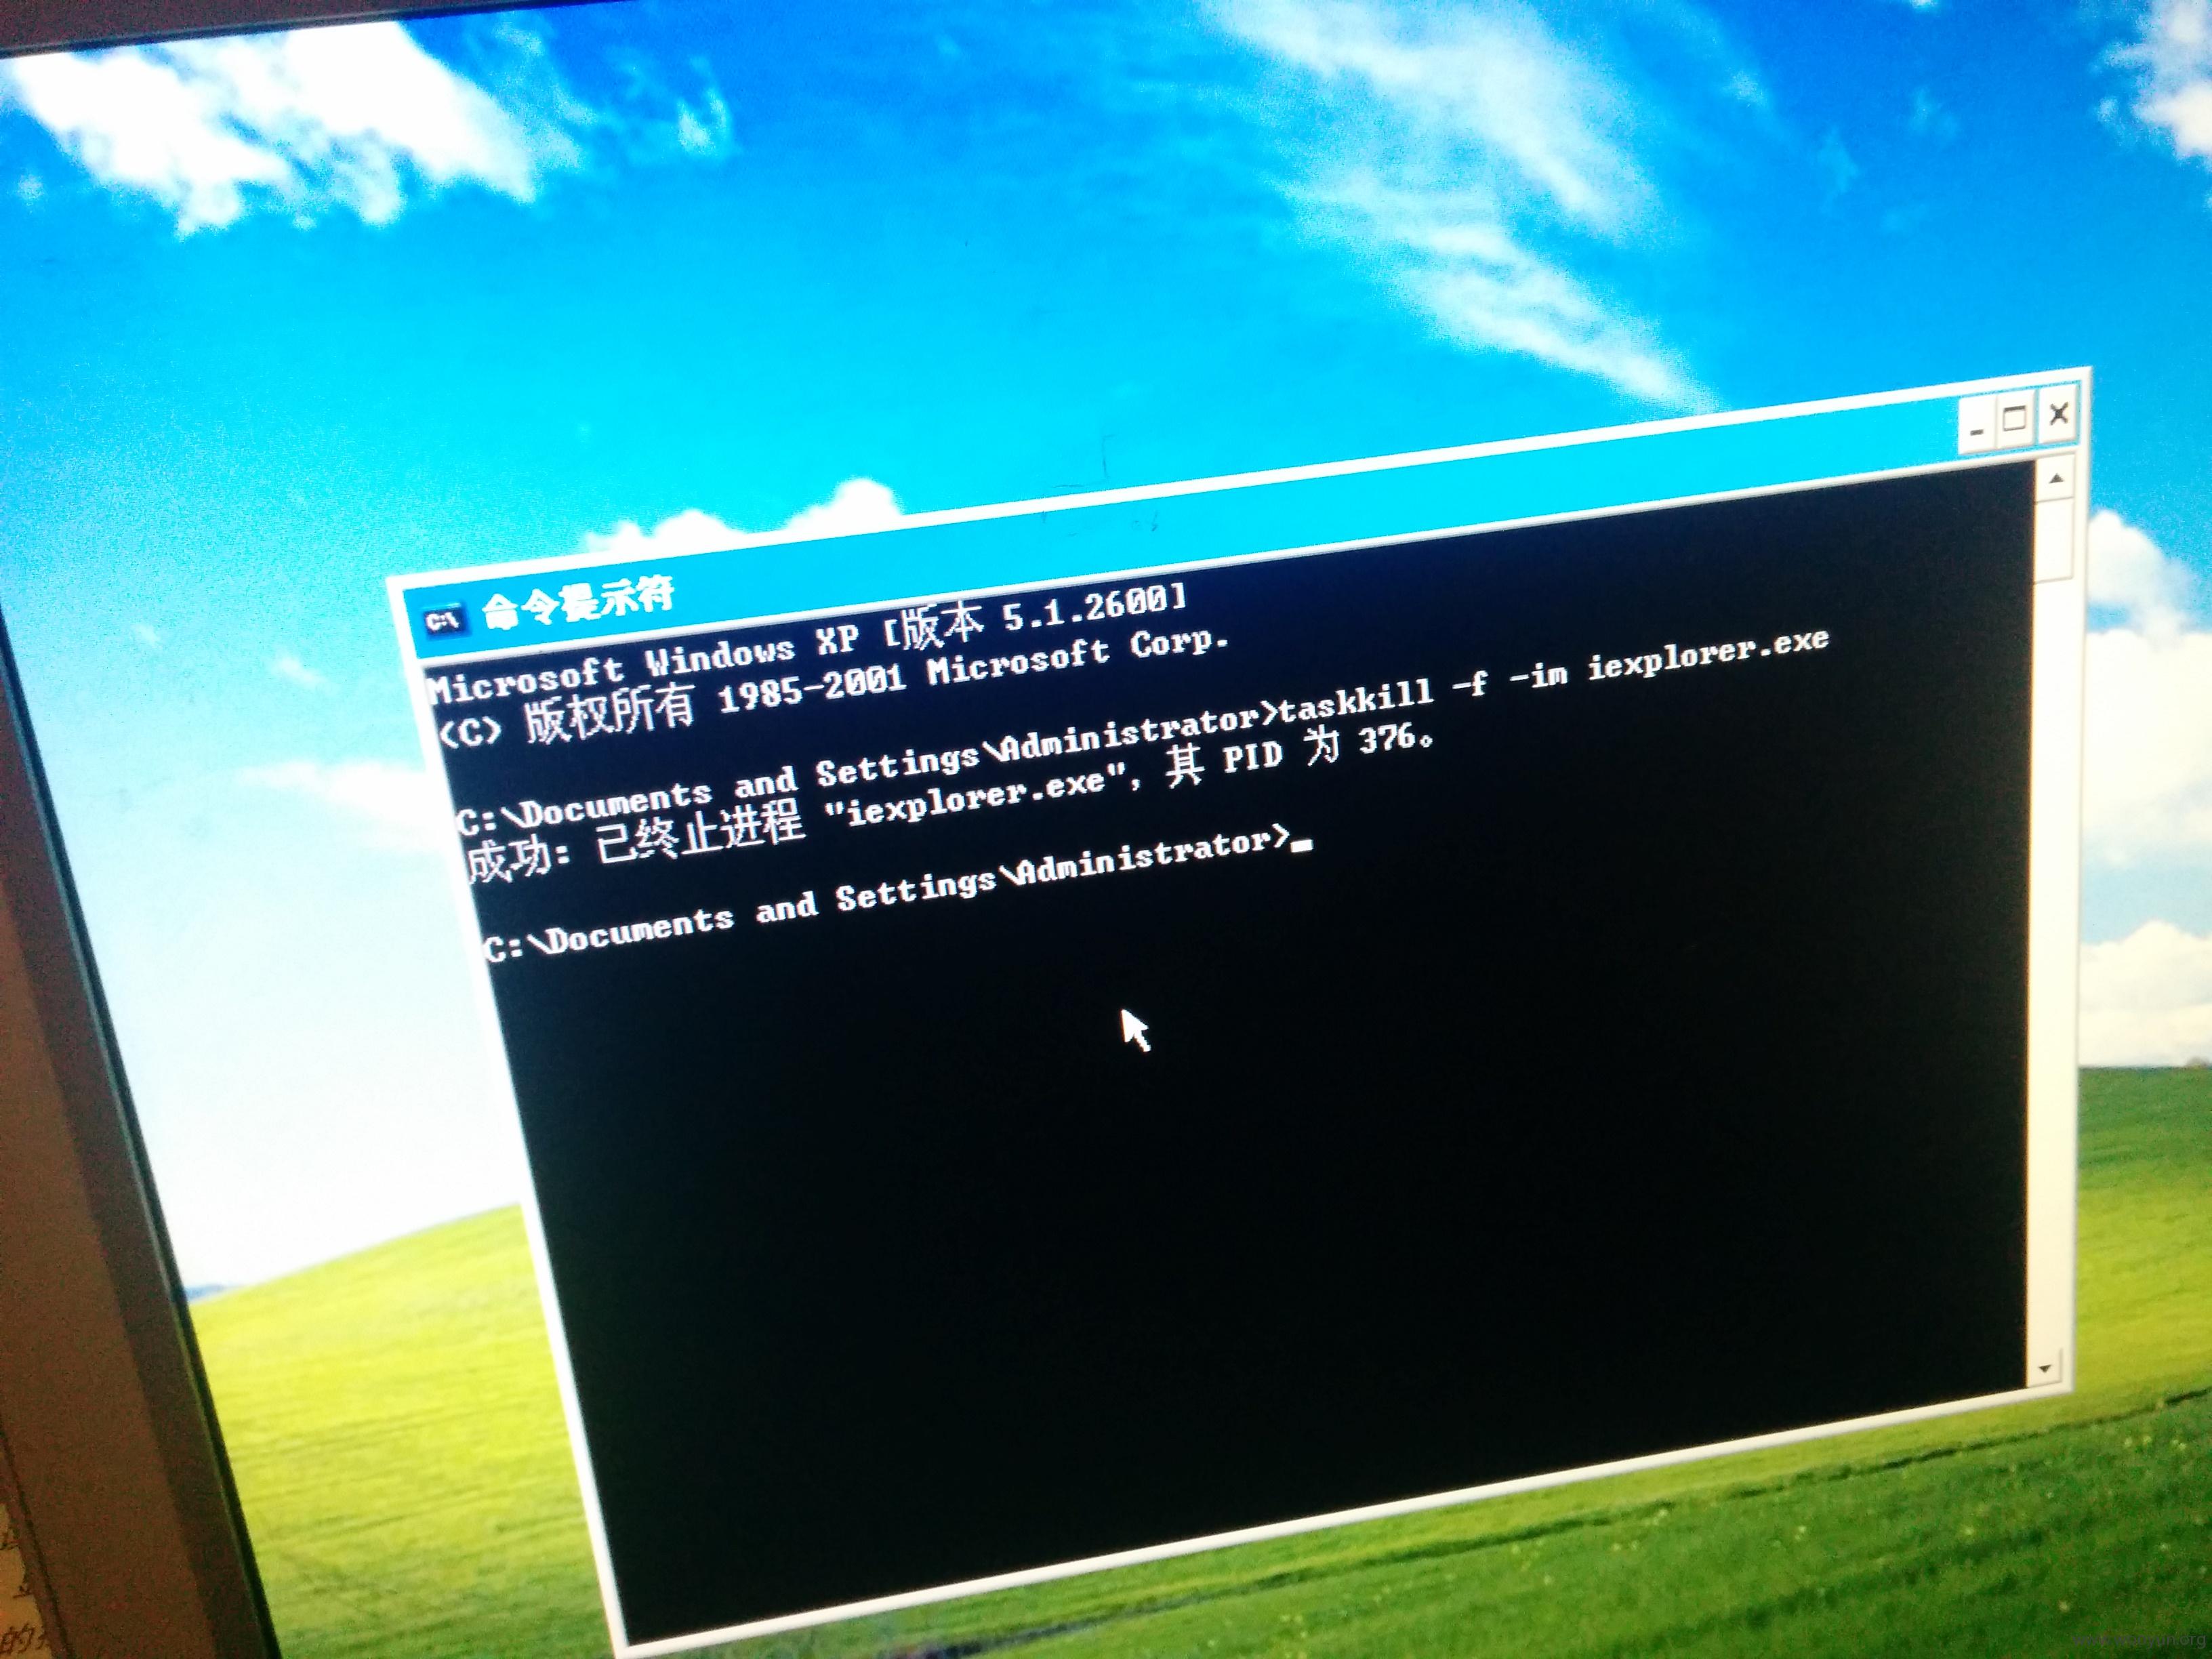 命令提示符
Microsoft Windows XP [版本 5.1.2600]
(C) 版权所有 1985-2001 Microsoft Corp.
C:\Documents and Settings\Administrator>taskkill -f -im iexplorer.exe
成功: 已终止进程 "iexplorer.exe", 其 PID 为 376。
C:\Documents and Settings\Administrator>_
的